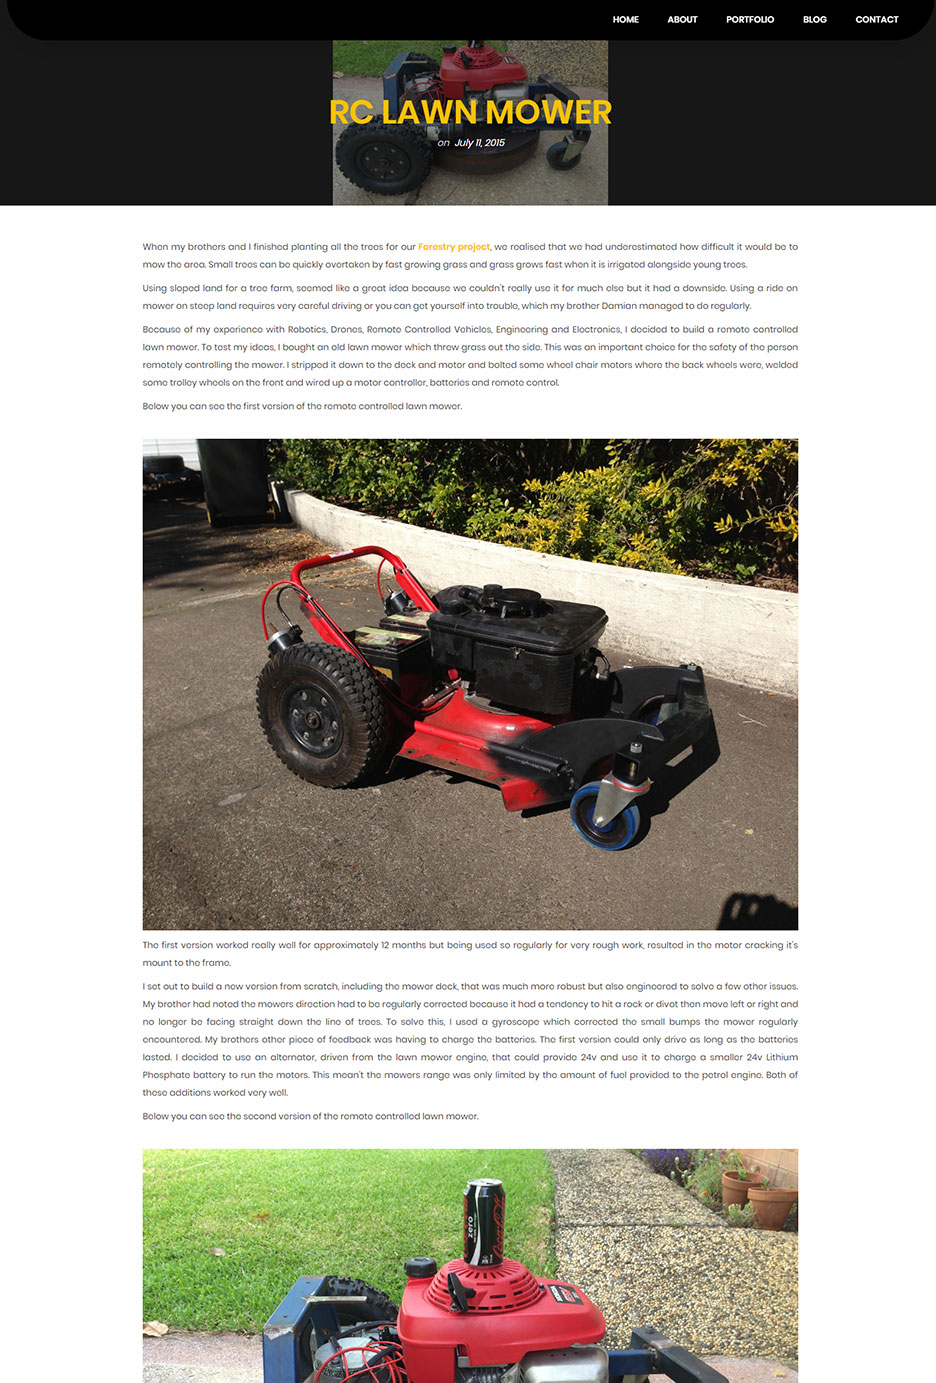 HOME ABOUT PORTFOLIO BLOG CONTACT
RC LAWN MOWER
on July 11, 2015
When my brothers and I finished planting all the trees for our Forestry project, we realised that we had underestimated how difficult it would be to
mow the area. Small trees can be quickly overtaken by fast growing grass and grass grows fast when it is irrigated alongside young trees.
Using sloped land for a tree farm, seemed like a great idea because we couldn't really use it for much else but it had a downside. Using a ride on
mower on steep land requires very careful driving or you can get yourself into trouble, which my brother Damian managed to do regularly.
Because of my experience with Robotics, Drones, Remote Controlled Vehicles, Engineering and Electronics, I decided to build a remote controlled
lawn mower. To test my ideas, I bought an old lawn mower which threw grass out the side. This was an important choice for the safety of the person
remotely controlling the mower. I stripped it down to the deck and motor and bolted some wheel chair motors where the back wheels were, welded
some trolley wheels on the front and wired up a motor controller, batteries and remote control.
Below you can see the first version of the remote controlled lawn mower.
The first version worked really well for approximately 12 months but being used so regularly for very rough work, resulted in the motor cracking it's
mount to the frame.
I set out to build a new version from scratch, including the mower deck, that was much more robust but also engineered to solve a few other issues.
My brother had noted the mowers direction had to be regularly corrected because it had a tendency to hit a rock or divot then move left or right and
no longer be facing straight down the line of trees. To solve this, I used a gyroscope which corrected the small bumps the mower regularly
encountered. My brothers other piece of feedback was having to charge the batteries. The first version could only drive as long as the batteries
lasted. I decided to use an alternator, driven from the lawn mower engine, that could provide 24v and use it to charge a smaller 24v Lithium
Phosphate battery to run the motors. This mean't the mowers range was only limited by the amount of fuel provided to the petrol engine. Both of
these additions worked very well.
Below you can see the second version of the remote controlled lawn mower.
zero
Coca-Cola